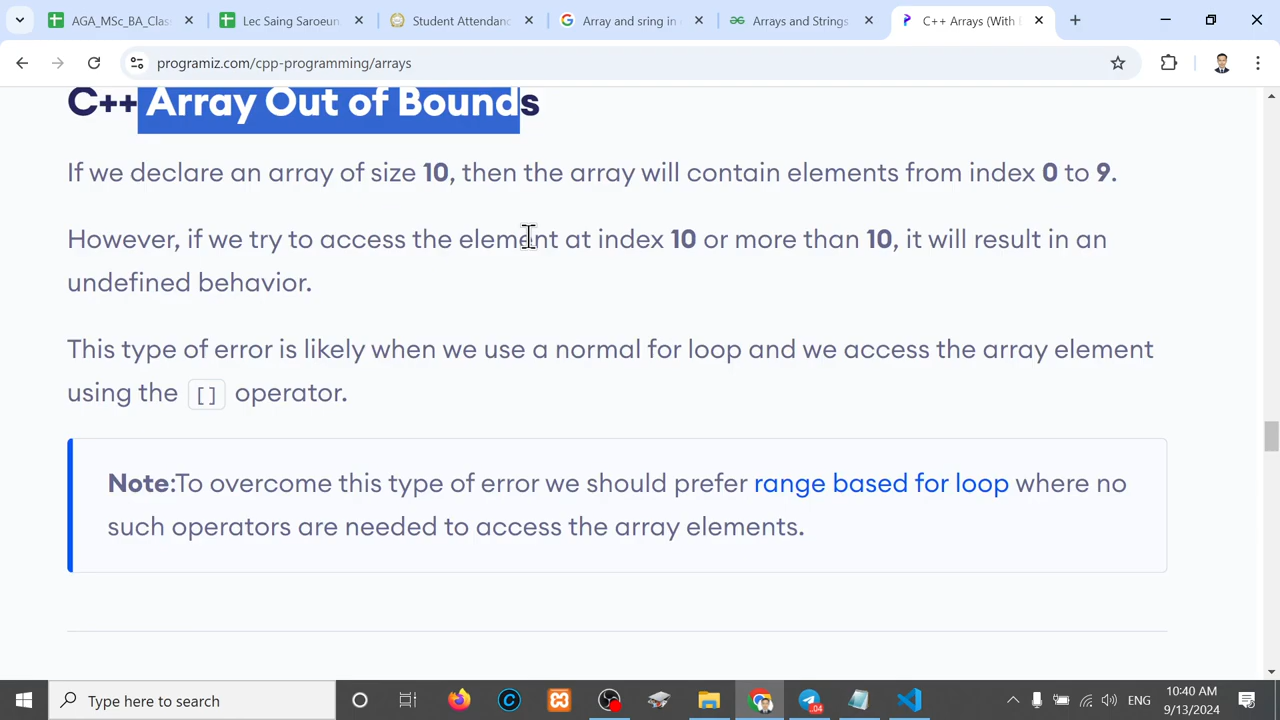 AGA_MSc_BA_Clas
Lec Saing Saroeun
Student Attendanc
Array and sring in
Arrays and Strings
C++ Arrays (With
programiz.com/cpp-programming/arrays
C++ Array Out of Bounds
If we declare an array of size 10, then the array will contain elements from index 0 to 9.
However, if we try to access the element at index 10 or more than 10, it will result in an
undefined behavior.
This type of error is likely when we use a normal for loop and we access the array element
using the [] operator.
Note:To overcome this type of error we should prefer range based for loop where no
such operators are needed to access the array elements.
Type here to search
.04
ENG
10:40 AM
9/13/2024